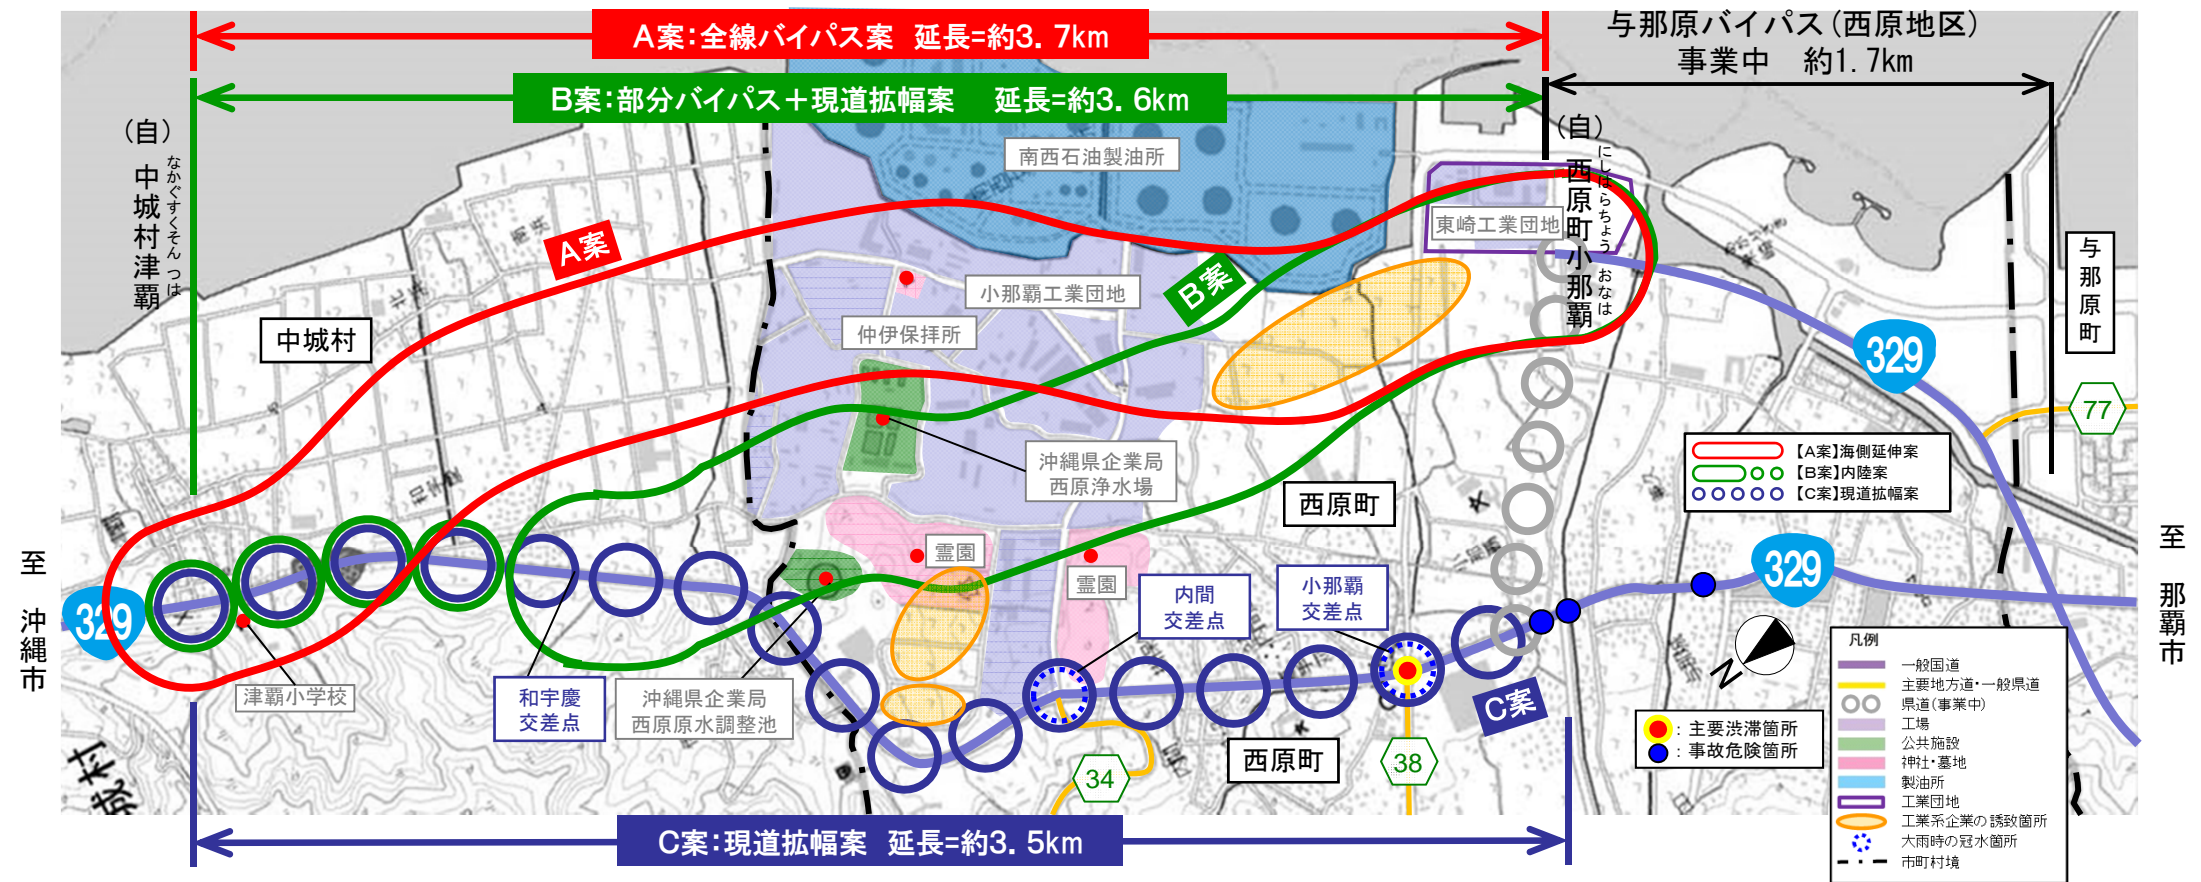 A案：全線バイパス案 延長=約3.7km
与那原バイパス(西原地区)
事業中 約1.7km
B案：部分バイパス＋現道拡幅案 延長=約3.6km
(自)
中城村津覇
なかぐすくそん つは
(自)
西原町小那覇
にしはらちょう おなは
南西石油製油所
東崎工業団地
A案
B案
小那覇工業団地
仲伊保拝所
中城村
与那原町
329
77
沖縄県企業局
西原浄水場
西原町
【A案】海側延伸案
【B案】内陸案
【C案】現道拡幅案
至 沖縄市
至 那覇市
329
329
霊園
霊園
内間
交差点
小那覇
交差点
津覇小学校
和宇慶
交差点
沖縄県企業局
西原原水調整池
C案
N
西原町
34
38
：主要渋滞箇所
：事故危険箇所
凡例
一般国道
主要地方道・一般県道
県道(事業中)
工場
公共施設
神社・墓地
製油所
工業団地
工業系企業の誘致箇所
大雨時の冠水箇所
市町村境
C案：現道拡幅案 延長=約3.5km